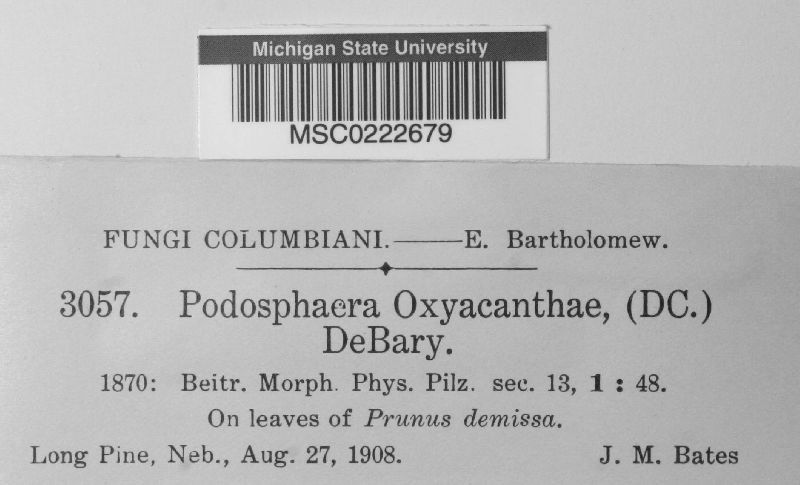 Michigan State University
MSC0222679
FUNGI COLUMBIANI.——E. Bartholomew.
3057. Podosphaera Oxyacanthae, (DC.)
DeBary.
1870: Beitr. Morph. Phys. Pilz. sec. 13, 1 : 48.
On leaves of Prunus demissa.
Long Pine, Neb., Aug. 27, 1908. J. M. Bates